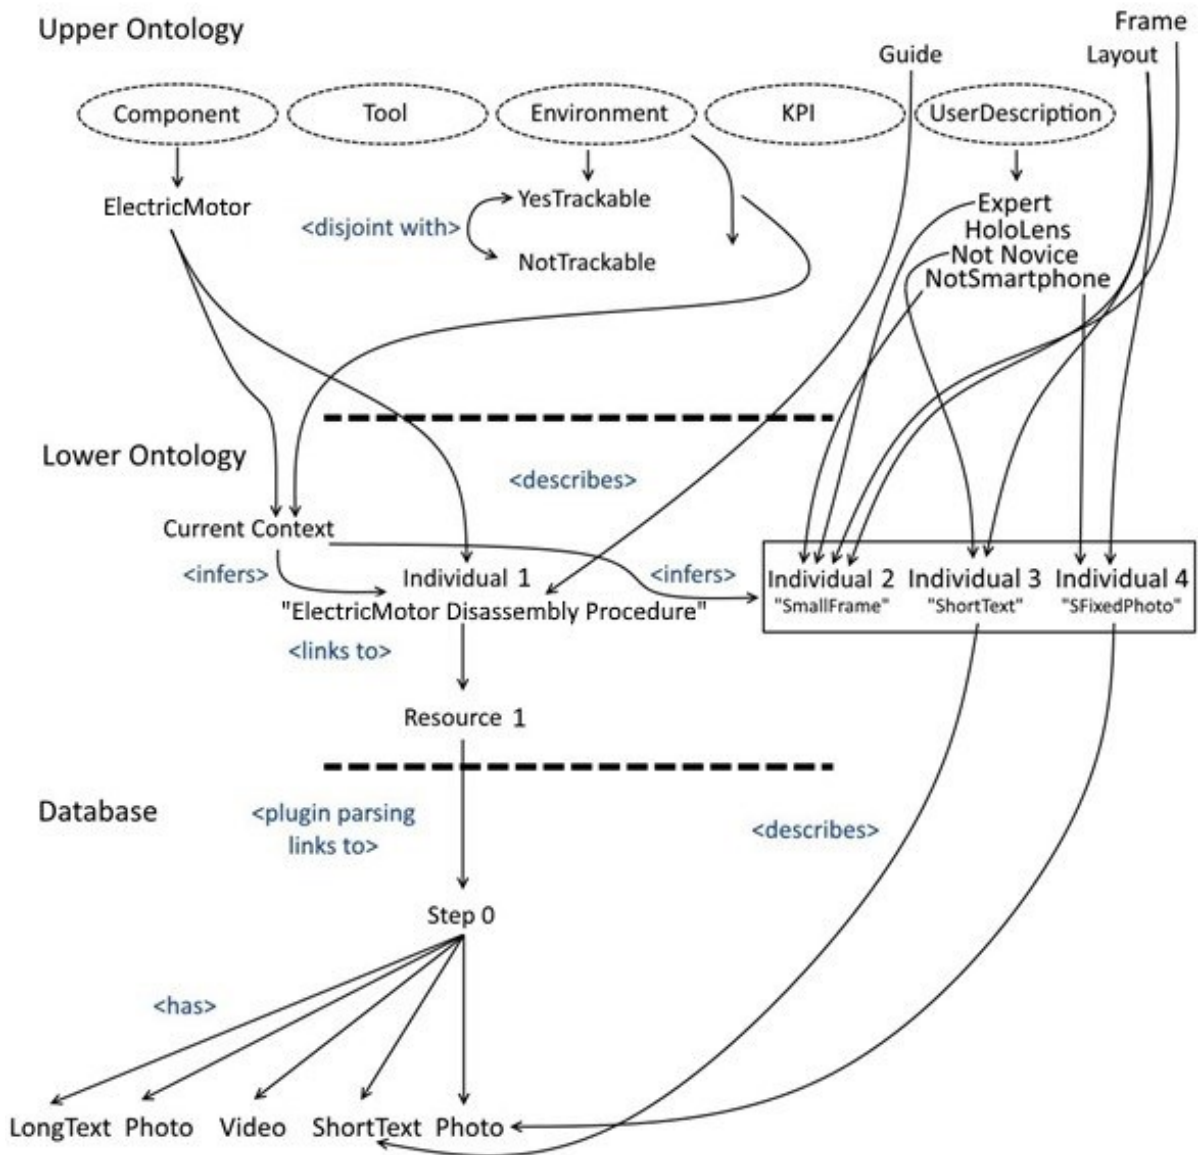 Upper Ontology
Frame
Guide
Layout
Component
Tool
Environment
KPI
UserDescription
ElectricMotor
<disjoint with>
YesTrackable
NotTrackable
Expert
HoloLens
Not Novice
NotSmartphone
Lower Ontology
<describes>
Current Context
<infers>
Individual 1
"ElectricMotor Disassembly Procedure"
<infers>
Individual 2
"SmallFrame"
Individual 3
"ShortText"
Individual 4
"SFixedPhoto"
<links to>
Resource 1
Database
<plugin parsing
links to>
<describes>
Step 0
<has>
LongText
Photo
Video
ShortText
Photo